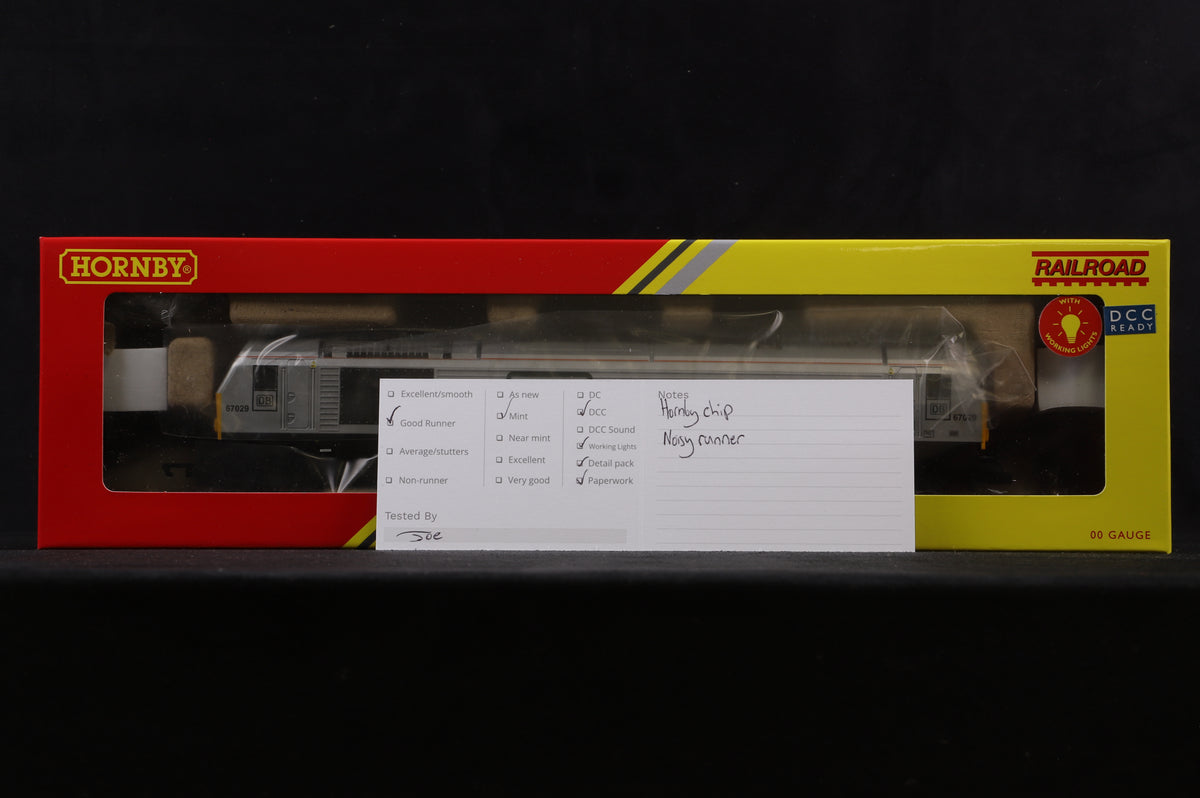 HORNBY®
RAILROAD
WITH WORKING LIGHTS
DCC
READY
67029
DB
DB
67029
Excellent/smooth
Good Runner
Average/stutters
Non-runner
As new
Mint
Near mint
Excellent
Very good
DC
DCC
DCC Sound
Working Lights
Detail pack
Paperwork
Notes
Hornby chip
Noisy runner
Tested By
Joe
00 GAUGE